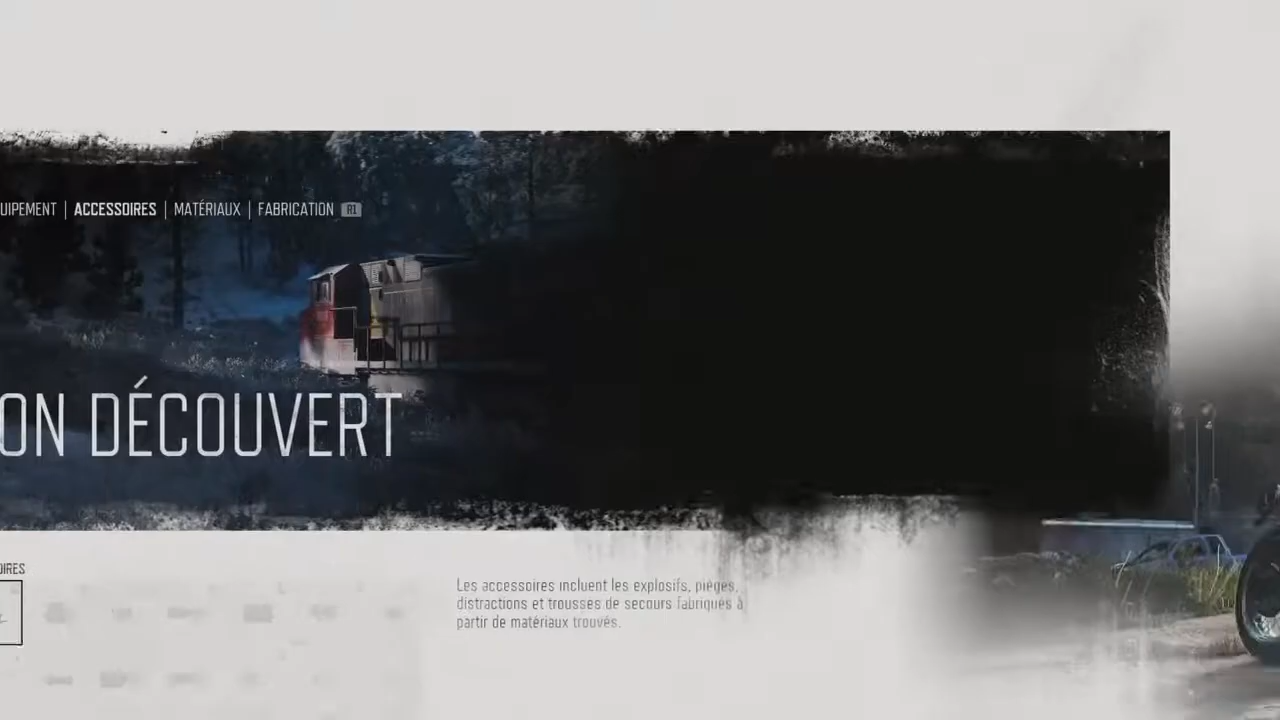 UIPEMENT | ACCESSOIRES | MATÉRIAUX | FABRICATION R1
ON DÉCOUVERT
OIRES
Les accessoires incluent les explosifs, pièges,
distractions et trousses de secours fabriqués à
partir de matériaux trouvés.